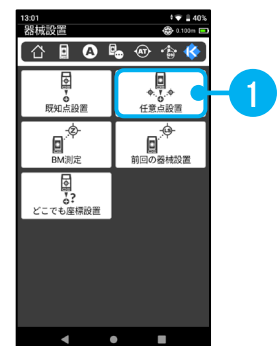 13:01 40%
器械設置 0.100m
A AT
既知点設置 任意点設置 1
BM測定 前回の器械設置
どこでも座標設置